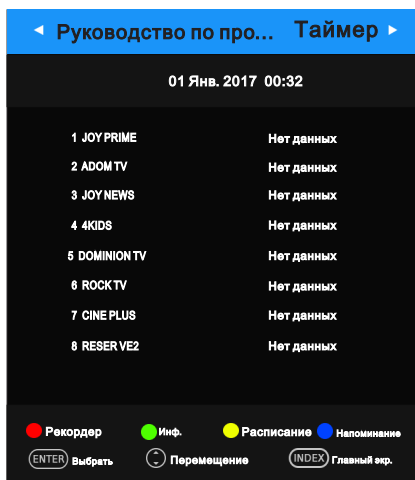 Руководство по про... Таймер
01 Янв. 2017 00:32
1 JOY PRIME Нет данных
2 ADOM TV Нет данных
3 JOY NEWS Нет данных
4 4KIDS Нет данных
5 DOMINION TV Нет данных
6 ROCK TV Нет данных
7 CINE PLUS Нет данных
8 RESER VE2 Нет данных
Рекордер Инф. Расписание Напоминание
ENTER Выбрать Перемещение INDEX Главный экр.